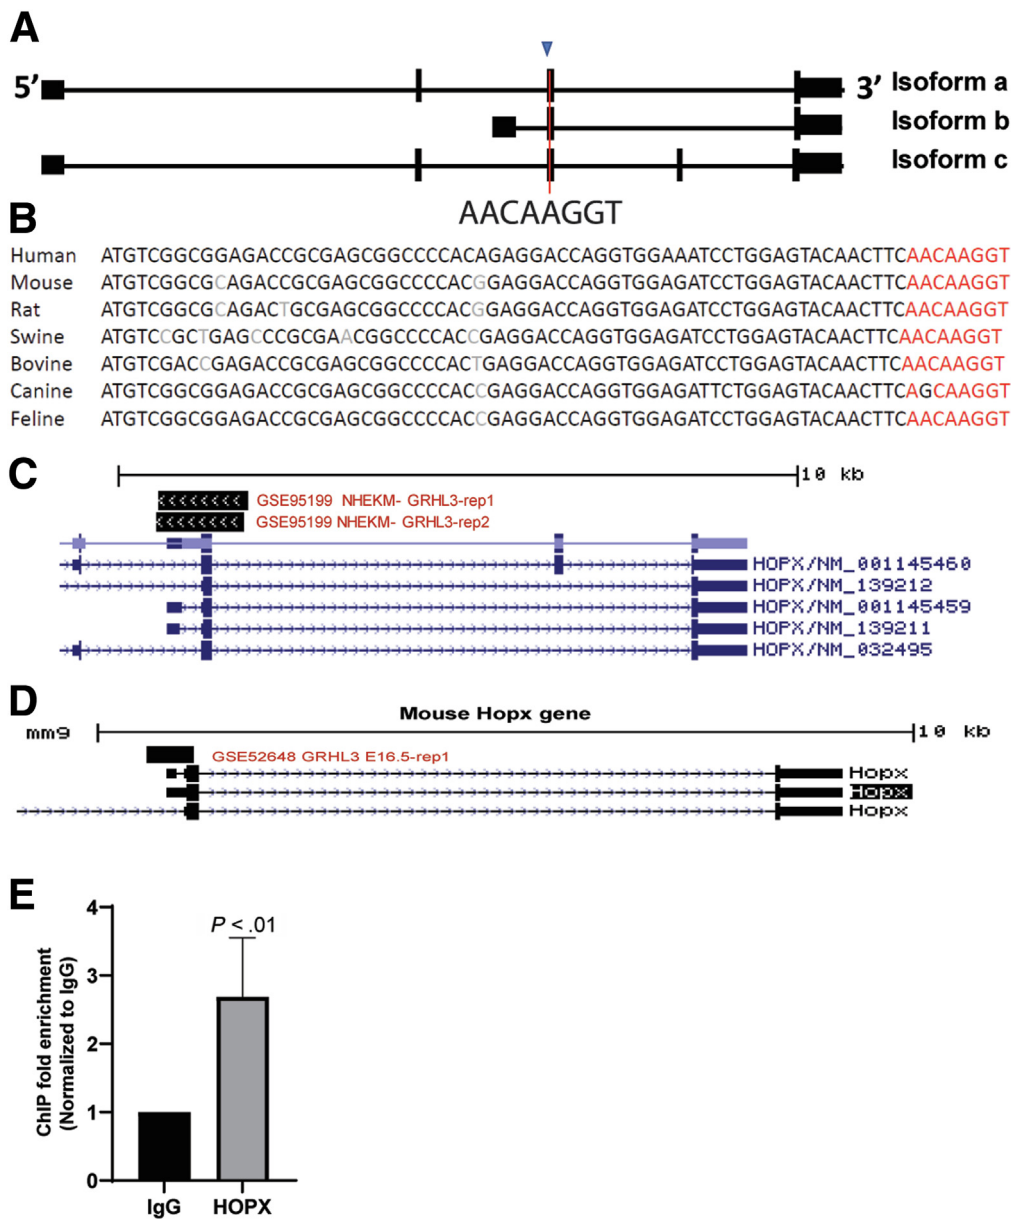 A
5’ 3’ Isoform a
Isoform b
Isoform c
AACAAGGT
B
Human ATGTCGGCGGAGACCGCGAGCGGCCCCACAGAGGACCAGGTGGAAATCCTGGAGTACAACTTCAACAAGGT
Mouse ATGTCGGCGCAGACCGCGAGCGGCCCCACGGAGGACCAGGTGGAGATCCTGGAGTACAACTTCAACAAGGT
Rat ATGTCGGCGCAGACTGCGAGCGGCCCCACGGAGGACCAGGTGGAGATCCTGGAGTACAACTTCAACAAGGT
Swine ATGTCCGCTGAGCCCGCGAACGGCCCCACCGAGGACCAGGTGGAGATCCTGGAGTACAACTTCAACAAGGT
Bovine ATGTCGACCGAGACCGCGAGCGGCCCCACTGAGGACCAGGTGGAGATCCTGGAGTACAACTTCAACAAGGT
Canine ATGTCGGCGGAGACCGCGAGCGGCCCCACCGAGGACCAGGTGGAGATTCTGGAGTACAACTTCAGCAAGGT
Feline ATGTCGGCGGAGACCGCGAGCGGCCCCACCGAGGACCAGGTGGAGATCCTGGAGTACAACTTCAACAAGGT
C
10 kb
GSE95199 NHEKM- GRHL3-rep1
GSE95199 NHEKM- GRHL3-rep2
HOPX/NM_001145460
HOPX/NM_139212
HOPX/NM_001145459
HOPX/NM_139211
HOPX/NM_032495
D
Mouse Hopx gene
mm9 10 kb
GSE52648 GRHL3 E16.5-rep1
Hopx
Hopx
Hopx
E
ChIP fold enrichment
(Normalized to IgG)
4
3
2
1
0
P < .01
IgG HOPX